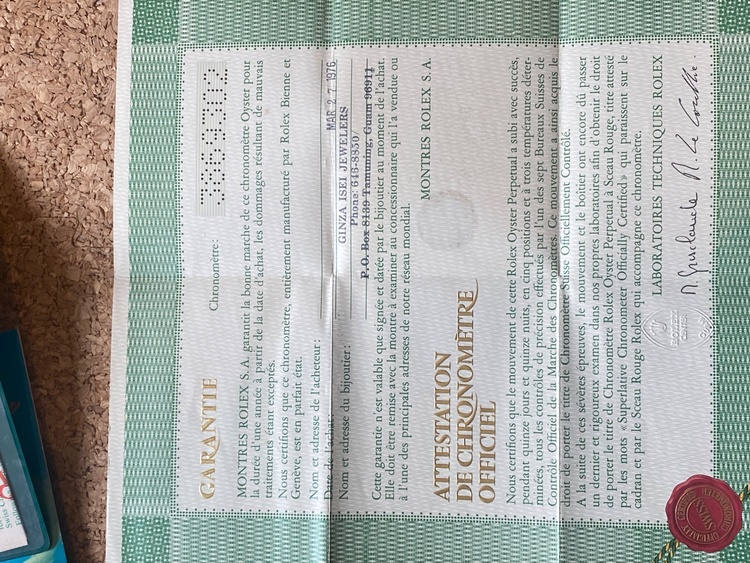 GARANTIE
Chronomètre:
MONTRES ROLEX S.A. garantit la bonne marche de ce chronomètre Oyster pour
la durée d'une année à partir de la date d'achat, les dommages résultant de mauvais
traitements étant exceptés.
Nous certifions que ce chronomètre, entièrement manufacturé par Rolex Bienne et
Genève, est en parfait état.
Nom et adresse de l'acheteur:
Date de l'achat: MAR 27 1976
Nom et adresse du bijoutier: GINZA ISEI JEWELERS
Phone: 646-8350/
P.O. Box 8139 Tamuning, Guam 96911
Cette garantie n'est valable que signée et datée par le bijoutier au moment de l'achat.
Elle doit être remise avec la montre à examiner au concessionnaire qui l'a vendue ou
à l'une des principales adresses de notre réseau mondial.
MONTRES ROLEX S.A.
ATTESTATION
DE CHRONOMÈTRE
OFFICIEL
Nous certifions que le mouvement de cette Rolex Oyster Perpetual a subi avec succès,
pendant quinze jours et quinze nuits, en cinq positions et à trois températures déter-
minées, tous les contrôles de précision effectués par l'un des sept Bureaux Suisses de
Contrôle Officiel de la Marche des Chronomètres. Ce mouvement a ainsi acquis le
droit de porter le titre de Chronomètre Suisse Officiellement Contrôlé.
A la suite de ces sévères épreuves, le mouvement et le boîtier ont encore dû passer
un dernier et rigoureux examen dans nos propres laboratoires afin d'obtenir le droit
de porter le titre de Chronomètre Rolex Oyster Perpetual à Sceau Rouge, titre attesté
par les mots «Superlative Chronometer Officially Certified» qui paraissent sur le
cadran et par le Sceau Rouge Rolex qui accompagne ce chronomètre.
LABORATOIRES TECHNIQUES ROLEX